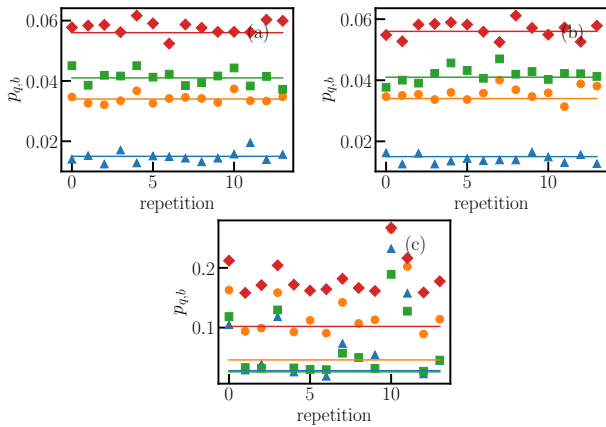 0.06
0.04
0.02
p_{q,b}
(a)
0
5
10
repetition
0.06
0.04
0.02
p_{q,b}
(b)
0
5
10
repetition
0.2
0.1
p_{q,b}
(c)
0
5
10
repetition